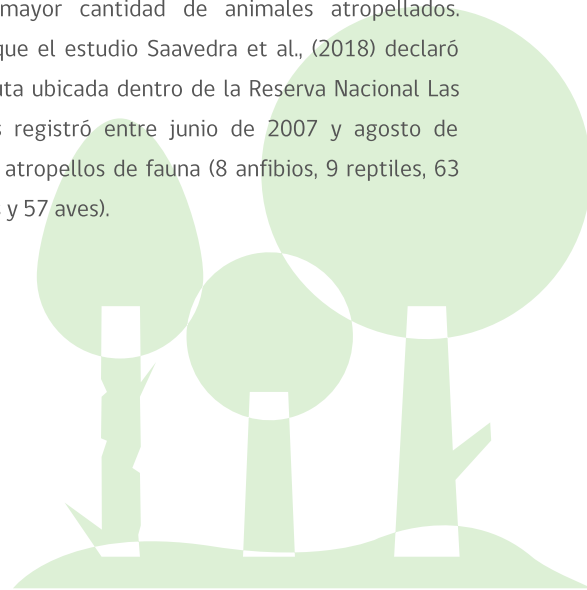 mayor cantidad de animales atropellados.
que el estudio Saavedra et al., (2018) declaró
ubicada dentro de la Reserva Nacional Las
registró entre junio de 2007 y agosto de
atropellos de fauna (8 anfibios, 9 reptiles, 63
y 57 aves).